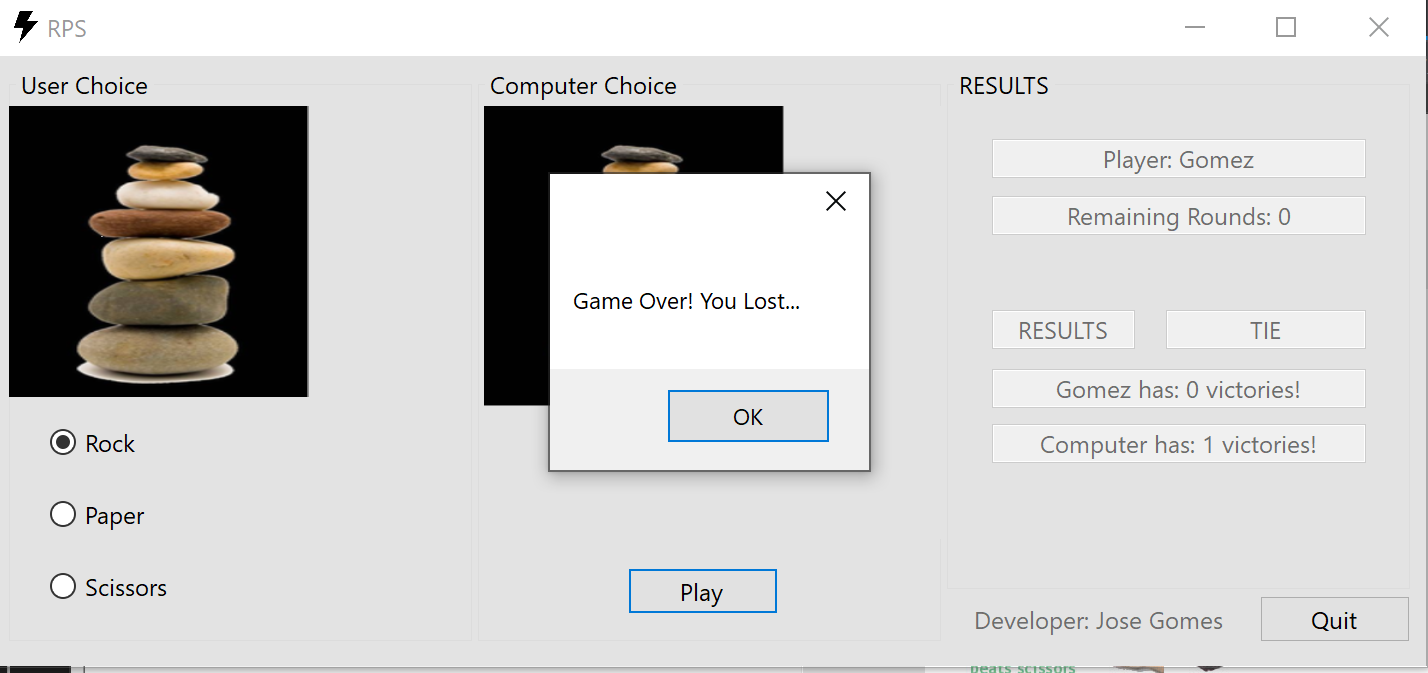 RPS
User Choice
Computer Choice
RESULTS
Player: Gomez
Remaining Rounds: 0
Game Over! You Lost...
OK
RESULTS
TIE
Gomez has: 0 victories!
Computer has: 1 victories!
Rock
Paper
Scissors
Play
Developer: Jose Gomes
Quit
beats scissors